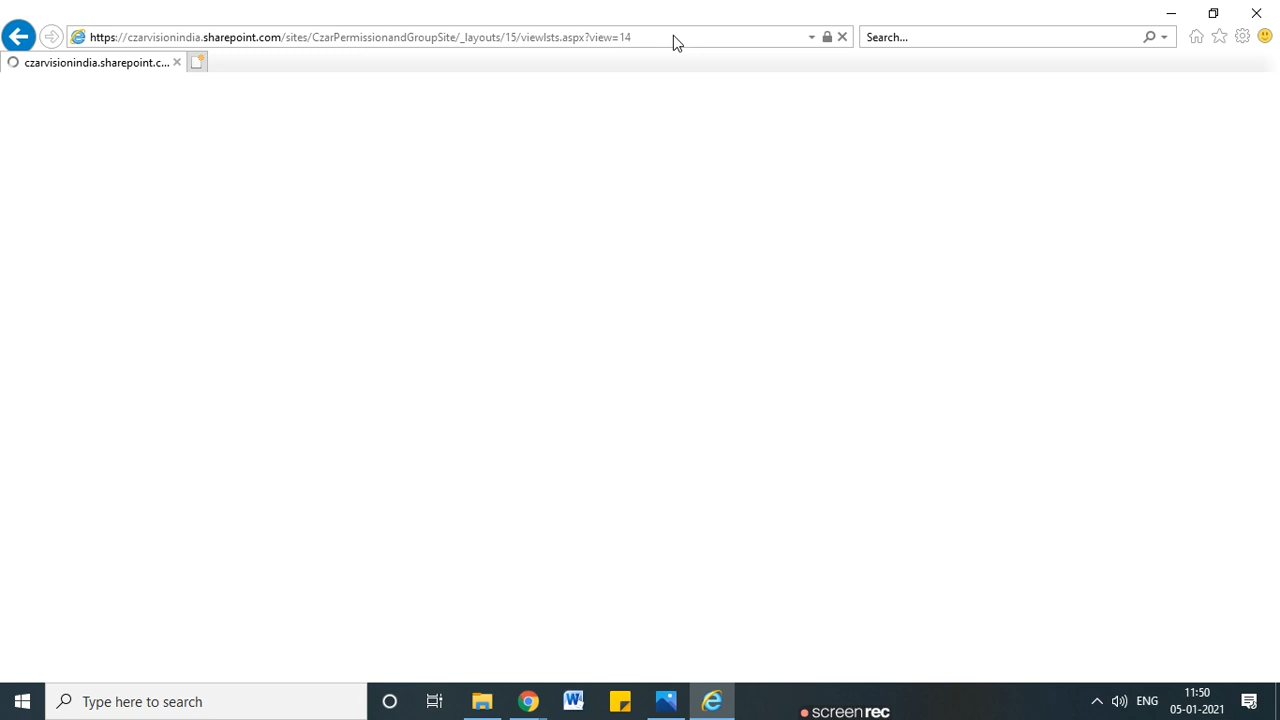 https://czarvisionindia.sharepoint.com/sites/CzarPermissionandGroupSite/_layouts/15/viewlsts.aspx?view=14
Search...
czarvisionindia.sharepoint.c...
Type here to search
ENG
11:50
05-01-2021
screenrec